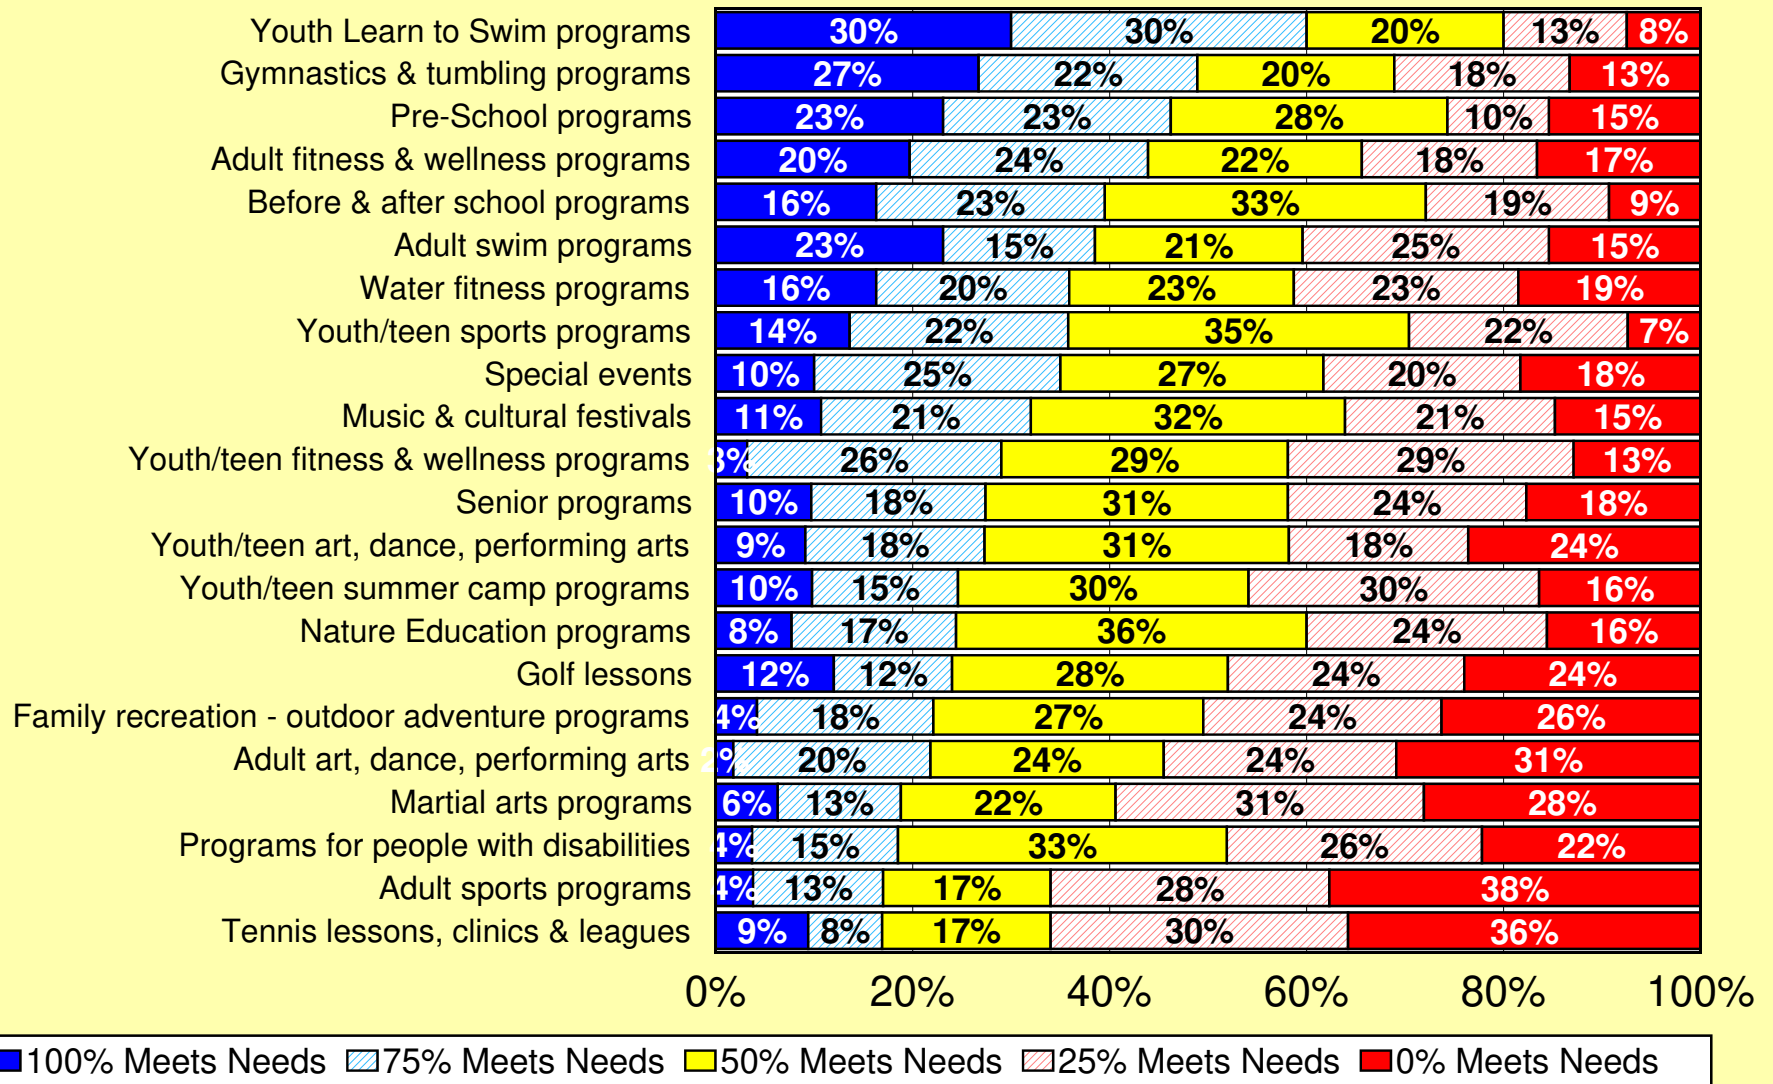 Youth Learn to Swim programs 30% 30% 20% 13% 8%
Gymnastics & tumbling programs 27% 22% 20% 18% 13%
Pre-School programs 23% 23% 28% 10% 15%
Adult fitness & wellness programs 20% 24% 22% 18% 17%
Before & after school programs 16% 23% 33% 19% 9%
Adult swim programs 23% 15% 21% 25% 15%
Water fitness programs 16% 20% 23% 23% 19%
Youth/teen sports programs 14% 22% 35% 22% 7%
Special events 10% 25% 27% 20% 18%
Music & cultural festivals 11% 21% 32% 21% 15%
Youth/teen fitness & wellness programs 3% 26% 29% 29% 13%
Senior programs 10% 18% 31% 24% 18%
Youth/teen art, dance, performing arts 9% 18% 31% 18% 24%
Youth/teen summer camp programs 10% 15% 30% 30% 16%
Nature Education programs 8% 17% 36% 24% 16%
Golf lessons 12% 12% 28% 24% 24%
Family recreation - outdoor adventure programs 4% 18% 27% 24% 26%
Adult art, dance, performing arts 2% 20% 24% 24% 31%
Martial arts programs 6% 13% 22% 31% 28%
Programs for people with disabilities 4% 15% 33% 26% 22%
Adult sports programs 4% 13% 17% 28% 38%
Tennis lessons, clinics & leagues 9% 8% 17% 30% 36%
0% 20% 40% 60% 80% 100%
100% Meets Needs 75% Meets Needs 50% Meets Needs 25% Meets Needs 0% Meets Needs